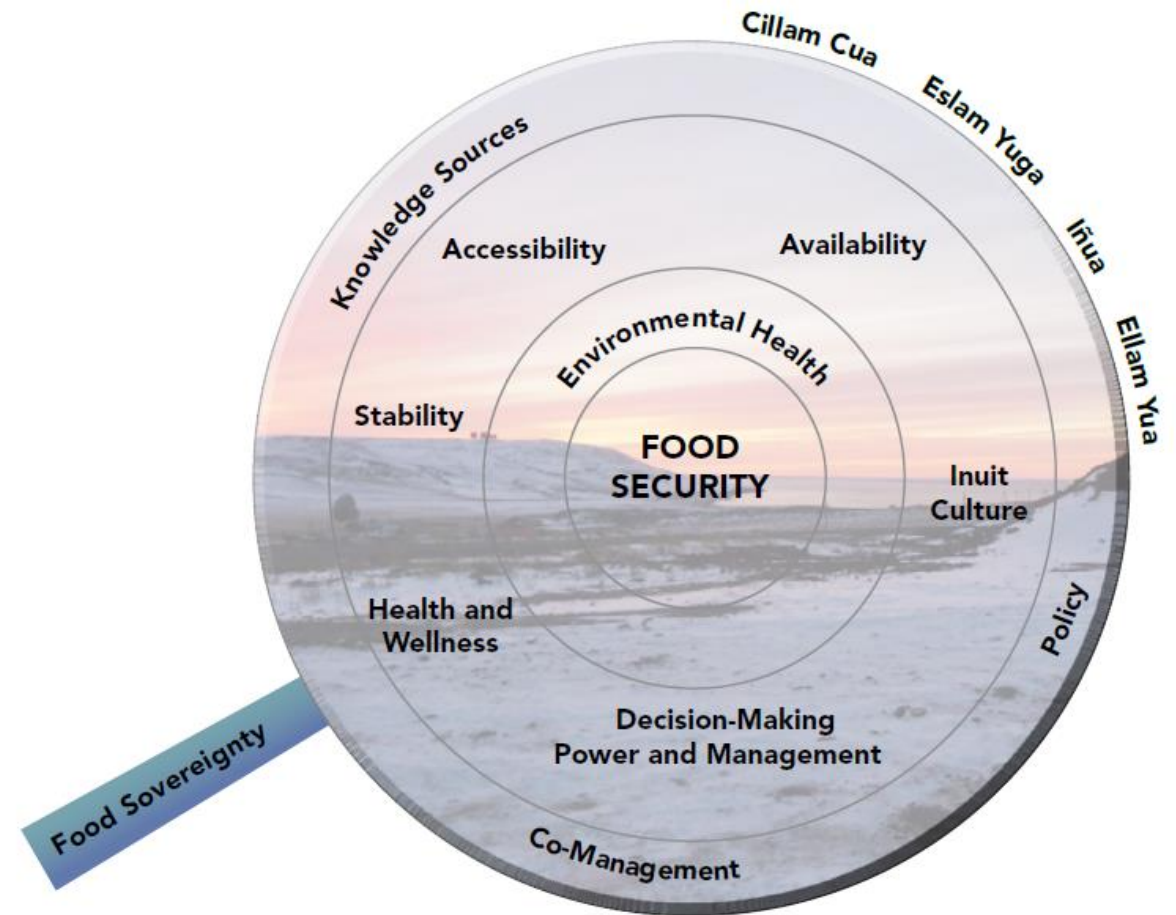 Cillam Cua
Eslam Yuga
Iñua
Ellam Yua
Knowledge Sources
Accessibility
Availability
Environmental Health
Stability
FOOD
SECURITY
Inuit
Culture
Health and
Wellness
Policy
Decision-Making
Power and Management
Food Sovereignty
Co-Management